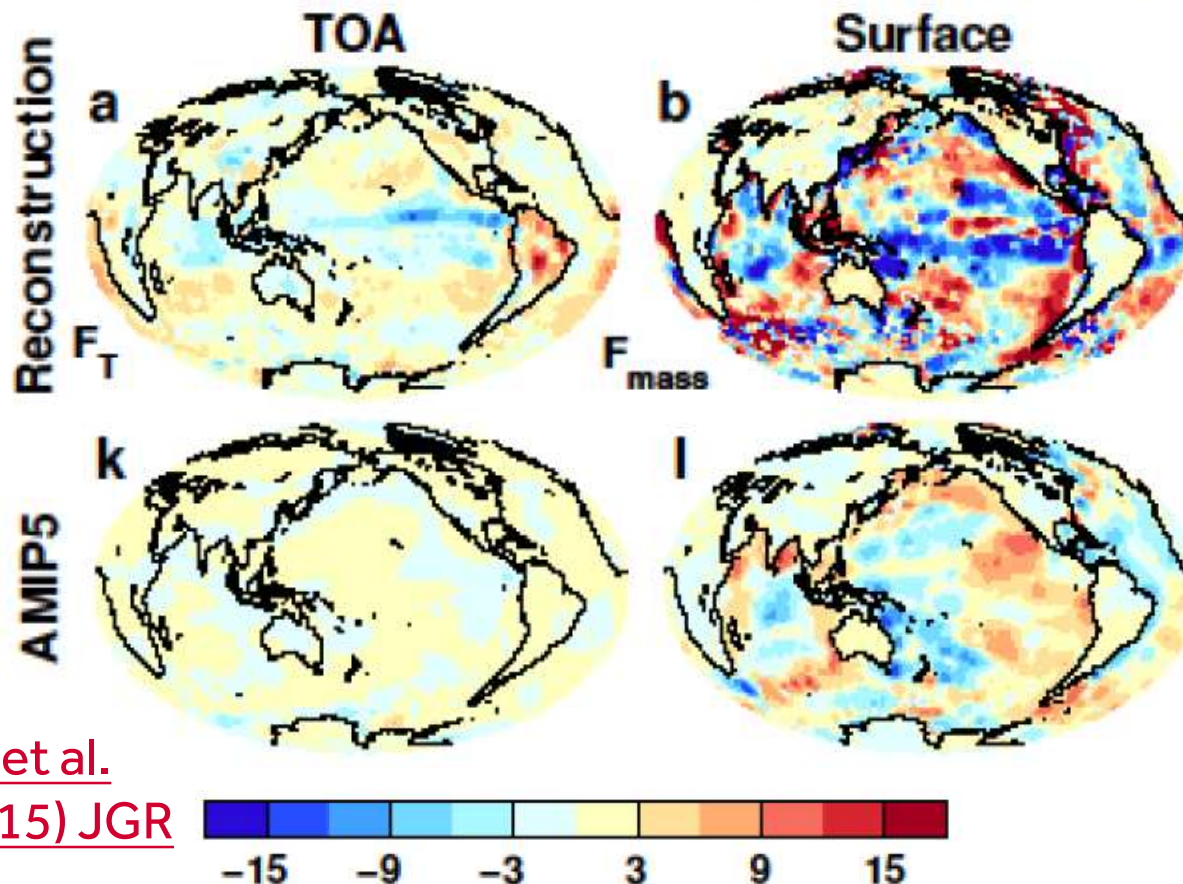 TOA Surface
Reconstruction
a b
F_T F_mass
k l
AMIP5
et al.
15) JGR
−15 −9 −3 3 9 15